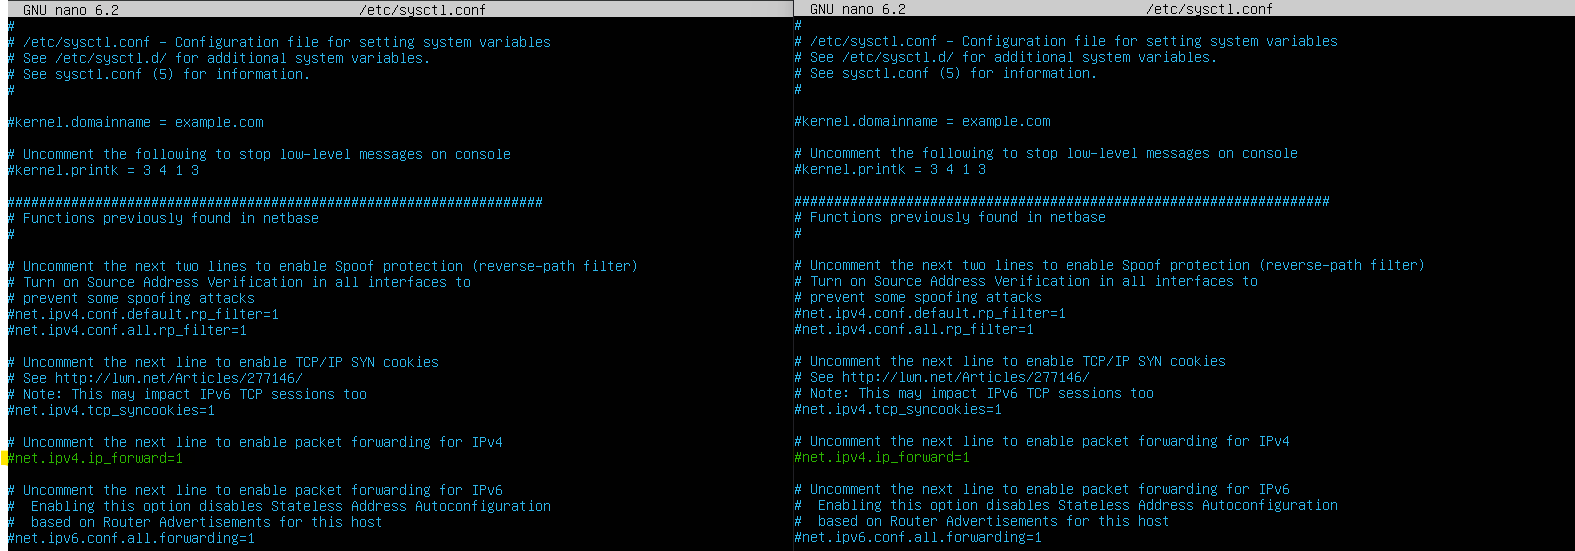 GNU nano 6.2 /etc/sysctl.conf
#
# /etc/sysctl.conf - Configuration file for setting system variables
# See /etc/sysctl.d/ for additional system variables.
# See sysctl.conf (5) for information.
#
#kernel.domainname = example.com
# Uncomment the following to stop low-level messages on console
#kernel.printk = 3 4 1 3
###################################################################
# Functions previously found in netbase
#
# Uncomment the next two lines to enable Spoof protection (reverse-path filter)
# Turn on Source Address Verification in all interfaces to
# prevent some spoofing attacks
#net.ipv4.conf.default.rp_filter=1
#net.ipv4.conf.all.rp_filter=1
# Uncomment the next line to enable TCP/IP SYN cookies
# See http://lwn.net/Articles/277146/
# Note: This may impact IPv6 TCP sessions too
#net.ipv4.tcp_syncookies=1
# Uncomment the next line to enable packet forwarding for IPv4
#net.ipv4.ip_forward=1
# Uncomment the next line to enable packet forwarding for IPv6
#  Enabling this option disables Stateless Address Autoconfiguration
#  based on Router Advertisements for this host
#net.ipv6.conf.all.forwarding=1
GNU nano 6.2 /etc/sysctl.conf
#
# /etc/sysctl.conf - Configuration file for setting system variables
# See /etc/sysctl.d/ for additional system variables.
# See sysctl.conf (5) for information.
#
#kernel.domainname = example.com
# Uncomment the following to stop low-level messages on console
#kernel.printk = 3 4 1 3
###################################################################
# Functions previously found in netbase
#
# Uncomment the next two lines to enable Spoof protection (reverse-path filter)
# Turn on Source Address Verification in all interfaces to
# prevent some spoofing attacks
#net.ipv4.conf.default.rp_filter=1
#net.ipv4.conf.all.rp_filter=1
# Uncomment the next line to enable TCP/IP SYN cookies
# See http://lwn.net/Articles/277146/
# Note: This may impact IPv6 TCP sessions too
#net.ipv4.tcp_syncookies=1
# Uncomment the next line to enable packet forwarding for IPv4
#net.ipv4.ip_forward=1
# Uncomment the next line to enable packet forwarding for IPv6
#  Enabling this option disables Stateless Address Autoconfiguration
#  based on Router Advertisements for this host
#net.ipv6.conf.all.forwarding=1